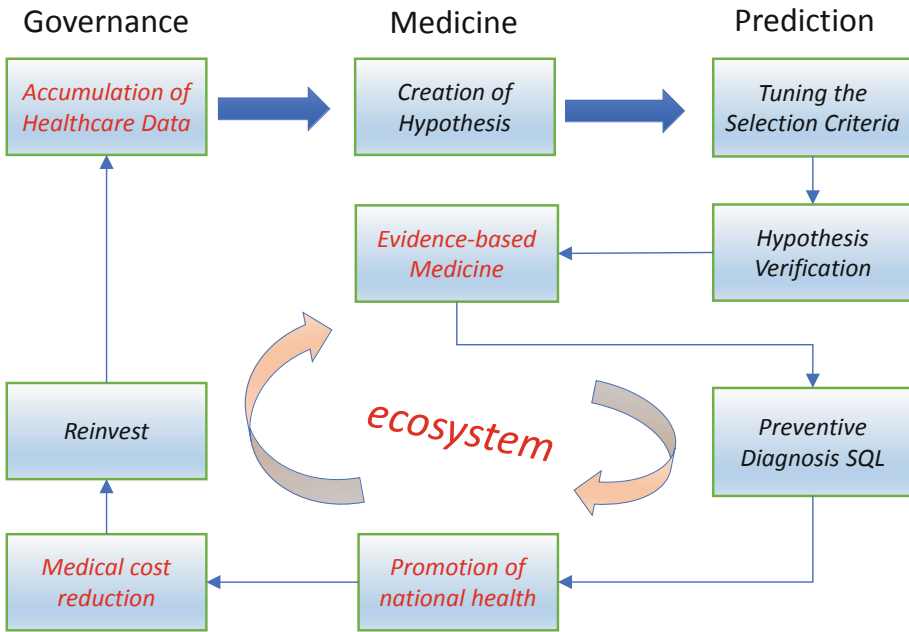 Governance
Medicine
Prediction
Accumulation of
Healthcare Data
Creation of
Hypothesis
Tuning the
Selection Criteria
Evidence-based
Medicine
Hypothesis
Verification
Reinvest
ecosystem
Preventive
Diagnosis SQL
Medical cost
reduction
Promotion of
national health